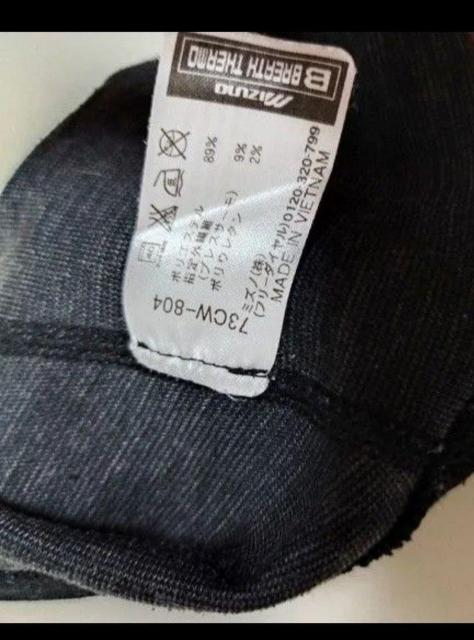 MIZUNO
B BREATH THERMO
ポリエステル 89%
指定外繊維
(ブレスサーモ) 9%
ポリウレタン 2%
ミズノ(株)
(フリーダイヤル)0120-320-799
MADE IN VIETNAM
73CW-804